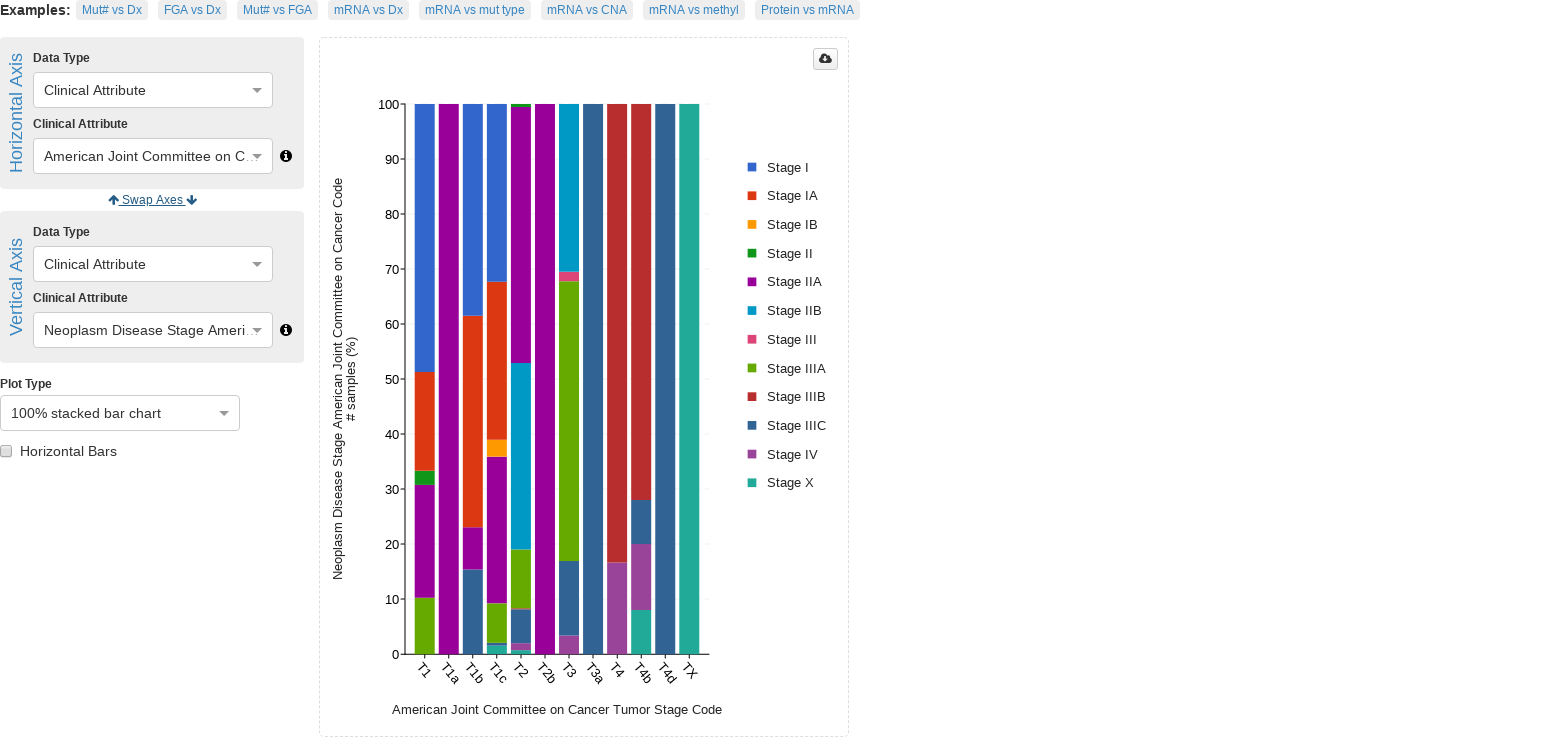 Examples: Mut# vs Dx FGA vs Dx Mut# vs FGA mRNA vs Dx mRNA vs mut type mRNA vs CNA mRNA vs methyl Protein vs mRNA
Horizontal Axis
Data Type
Clinical Attribute
Clinical Attribute
American Joint Committee on C...
Swap Axes
Vertical Axis
Data Type
Clinical Attribute
Clinical Attribute
Neoplasm Disease Stage Ameri...
Plot Type
100% stacked bar chart
Horizontal Bars
Neoplasm Disease Stage American Joint Committee on Cancer Code
# samples (%)
100
90
80
70
60
50
40
30
20
10
0
T1 T1a T1b T1c T2 T2b T3 T3a T4 T4b T4d TX
American Joint Committee on Cancer Tumor Stage Code
Stage I
Stage IA
Stage IB
Stage II
Stage IIA
Stage IIB
Stage III
Stage IIIA
Stage IIIB
Stage IIIC
Stage IV
Stage X